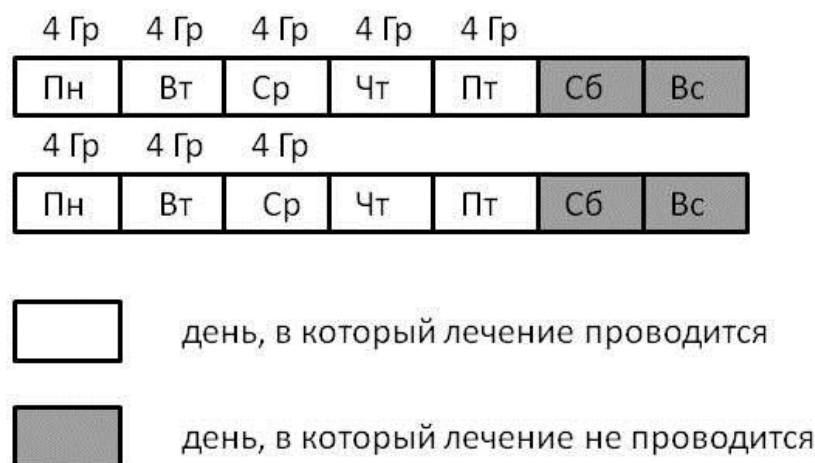 4 Гр 4 Гр 4 Гр 4 Гр 4 Гр
Пн Вт Ср Чт Пт Сб Вс
4 Гр 4 Гр 4 Гр
Пн Вт Ср Чт Пт Сб Вс
день, в который лечение проводится
день, в который лечение не проводится